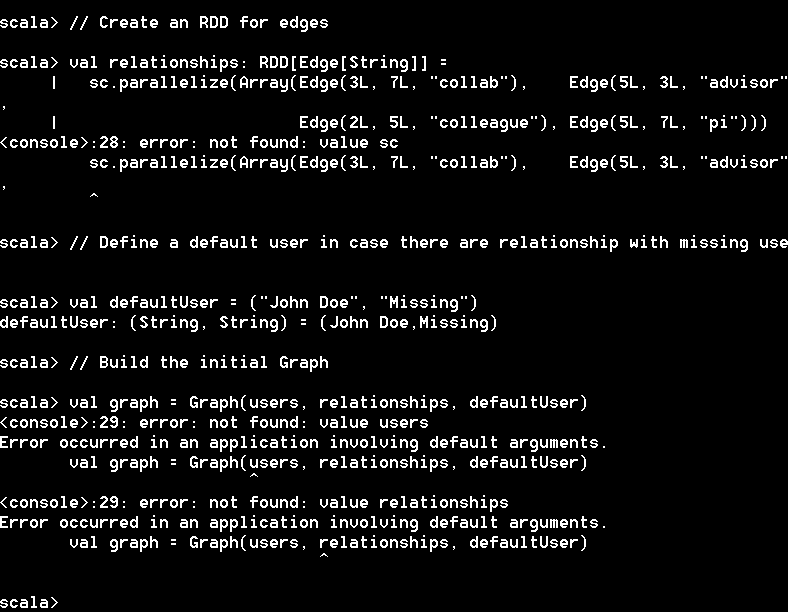 scala> // Create an RDD for edges
scala> val relationships: RDD[Edge[String]] =
     |   sc.parallelize(Array(Edge(3L, 7L, "collab"),    Edge(5L, 3L, "advisor"
,
     |                        Edge(2L, 5L, "colleague"), Edge(5L, 7L, "pi")))
<console>:28: error: not found: value sc
         sc.parallelize(Array(Edge(3L, 7L, "collab"),    Edge(5L, 3L, "advisor"
,
         ^
scala> // Define a default user in case there are relationship with missing use
scala> val defaultUser = ("John Doe", "Missing")
defaultUser: (String, String) = (John Doe,Missing)
scala> // Build the initial Graph
scala> val graph = Graph(users, relationships, defaultUser)
<console>:29: error: not found: value users
Error occurred in an application involving default arguments.
       val graph = Graph(users, relationships, defaultUser)
                         ^
<console>:29: error: not found: value relationships
Error occurred in an application involving default arguments.
       val graph = Graph(users, relationships, defaultUser)
                                ^
scala>